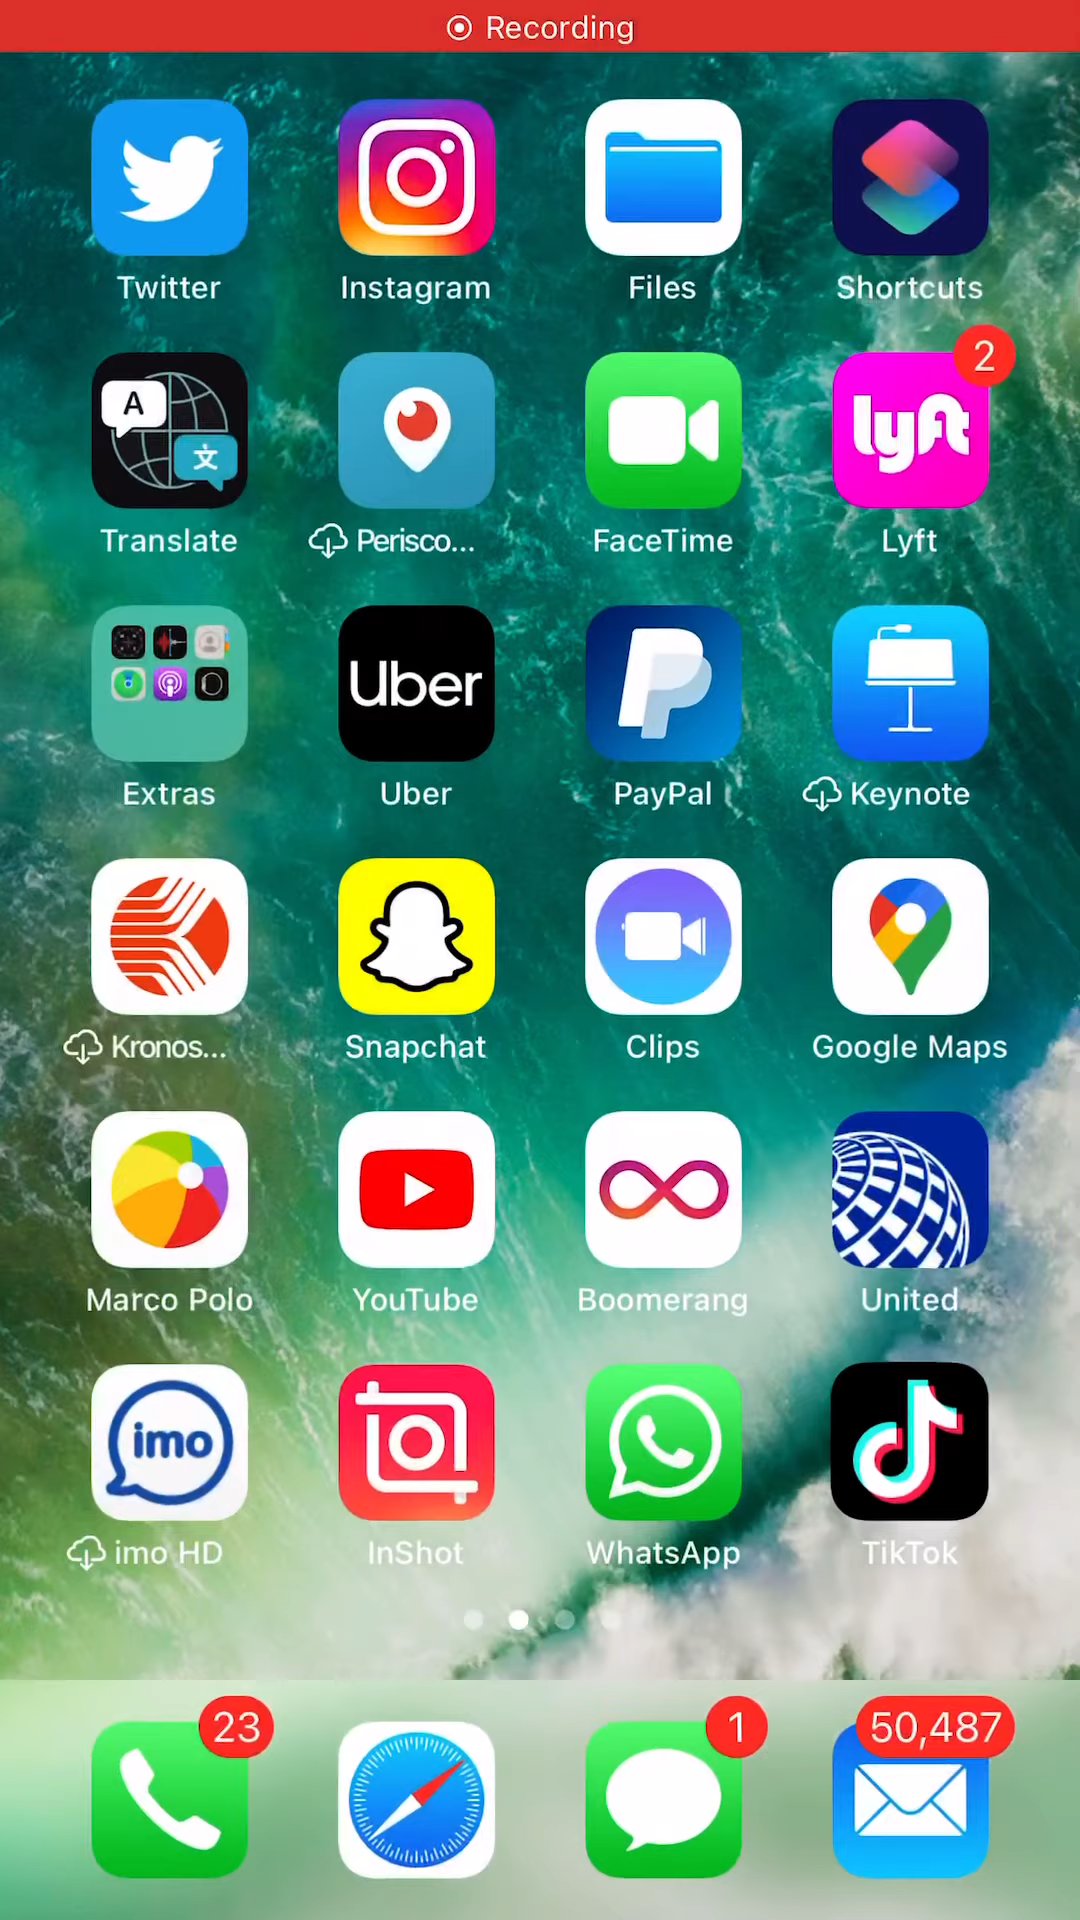 Recording
Twitter
Instagram
Files
Shortcuts
2
A
文
lyft
Translate
Perisco...
FaceTime
Lyft
Uber
Extras
Uber
PayPal
Keynote
Kronos...
Snapchat
Clips
Google Maps
Marco Polo
YouTube
Boomerang
United
imo
imo HD
InShot
WhatsApp
TikTok
23
1
50,487